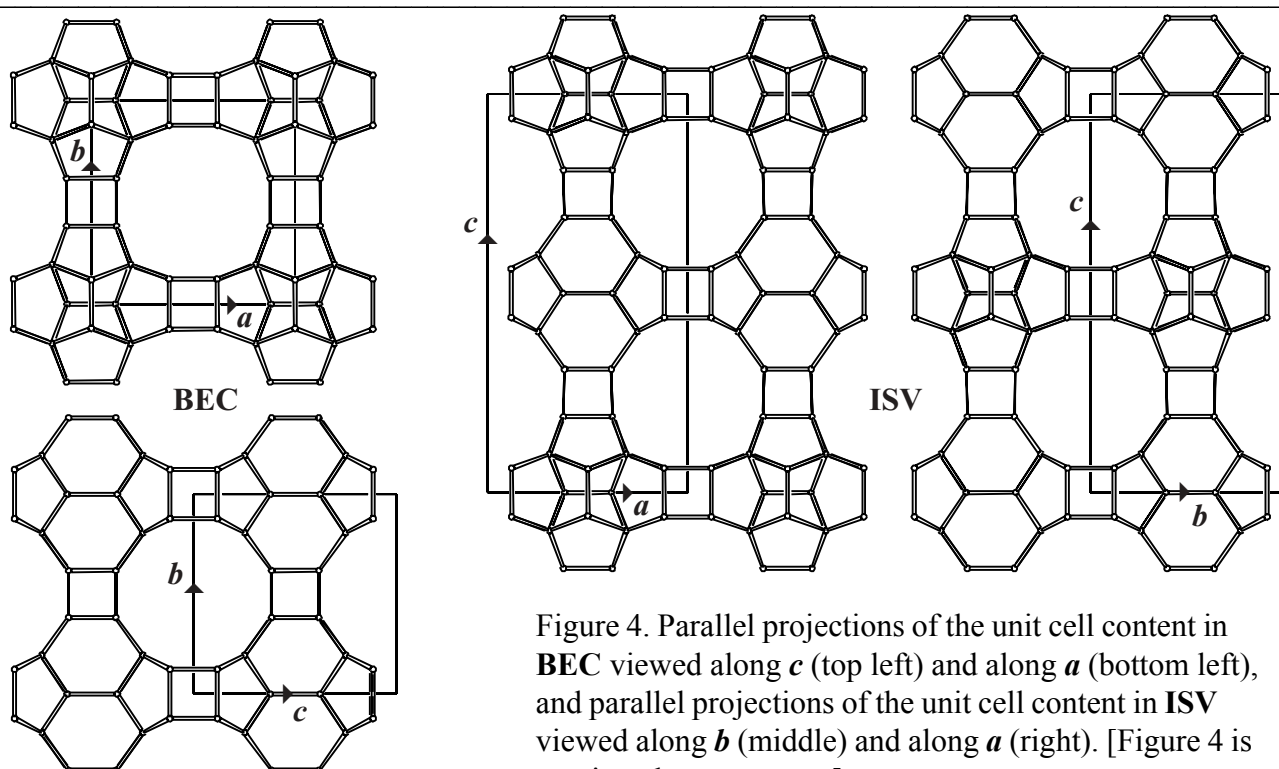 b
a
BEC
b
c
c
a
ISV
c
b
Figure 4. Parallel projections of the unit cell content in
BEC viewed along c (top left) and along a (bottom left),
and parallel projections of the unit cell content in ISV
viewed along b (middle) and along a (right). [Figure 4 is